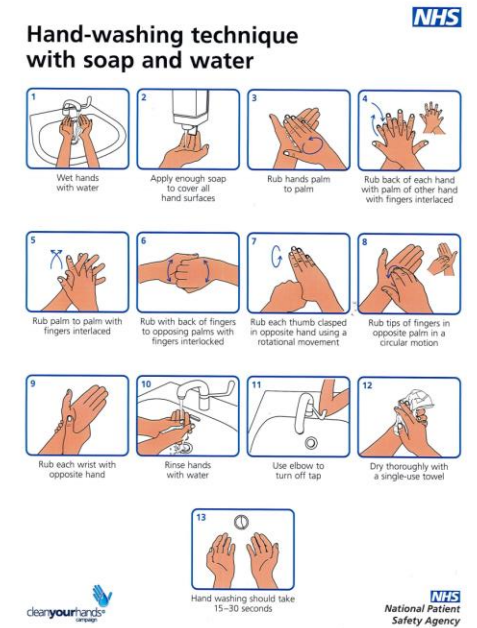 NHS
Hand-washing technique
with soap and water
1
Wet hands
with water
2
Apply enough soap
to cover all
hand surfaces
3
Rub hands palm
to palm
4
Rub back of each hand
with palm of other hand
with fingers interlaced
5
Rub palm to palm with
fingers interlaced
6
Rub with back of fingers
to opposing palms with
fingers interlocked
7
Rub each thumb clasped
in opposite hand using a
rotational movement
8
Rub tips of fingers in
opposite palm in a
circular motion
9
Rub each wrist with
opposite hand
10
Rinse hands
with water
11
Use elbow to
turn off tap
12
Dry thoroughly with
a single-use towel
13
Hand washing should take
15–30 seconds
cleanyourhands®
campaign
NHS
National Patient
Safety Agency